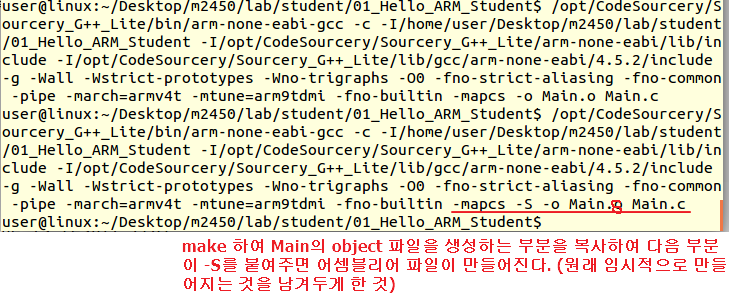 user@linux:~/Desktop/m2450/lab/student/01_Hello_ARM_Student$ /opt/CodeSourcery/S
ourcery_G++_Lite/bin/arm-none-eabi-gcc -c -I/home/user/Desktop/m2450/lab/student
/01_Hello_ARM_Student -I/opt/CodeSourcery/Sourcery_G++_Lite/arm-none-eabi/lib/in
clude -I/opt/CodeSourcery/Sourcery_G++_Lite/lib/gcc/arm-none-eabi/4.5.2/include
-g -Wall -Wstrict-prototypes -Wno-trigraphs -O0 -fno-strict-aliasing -fno-common
-pipe -march=armv4t -mtune=arm9tdmi -fno-builtin -mapcs -o Main.o Main.c
user@linux:~/Desktop/m2450/lab/student/01_Hello_ARM_Student$ /opt/CodeSourcery/S
ourcery_G++_Lite/bin/arm-none-eabi-gcc -c -I/home/user/Desktop/m2450/lab/student
/01_Hello_ARM_Student -I/opt/CodeSourcery/Sourcery_G++_Lite/arm-none-eabi/lib/in
clude -I/opt/CodeSourcery/Sourcery_G++_Lite/lib/gcc/arm-none-eabi/4.5.2/include
-g -Wall -Wstrict-prototypes -Wno-trigraphs -O0 -fno-strict-aliasing -fno-common
-pipe -march=armv4t -mtune=arm9tdmi -fno-builtin -mapcs -S -o Main.S Main.c
user@linux:~/Desktop/m2450/lab/student/01_Hello_ARM_Student$
make 하여 Main의 object 파일을 생성하는 부분을 복사하여 다음 부분
이 -S를 붙여주면 어셈블리어 파일이 만들어진다. (원래 임시적으로 만들
어지는 것을 남겨두게 한 것)